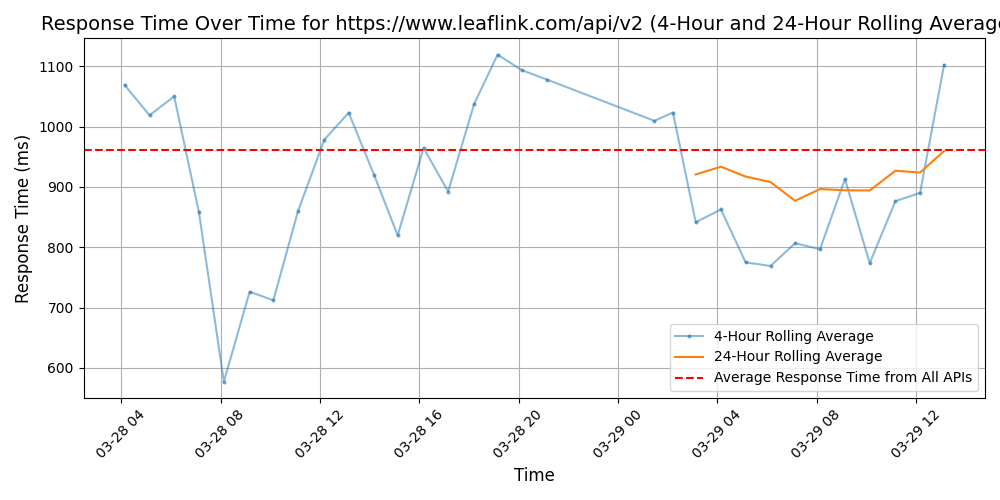 Response Time Over Time for https://www.leaflink.com/api/v2 (4-Hour and 24-Hour Rolling Average
Response Time (ms)
1100
1000
900
800
700
600
4-Hour Rolling Average
24-Hour Rolling Average
Average Response Time from All APIs
03-28 04
03-28 08
03-28 12
03-28 16
03-28 20
03-29 00
03-29 04
03-29 08
03-29 12
Time